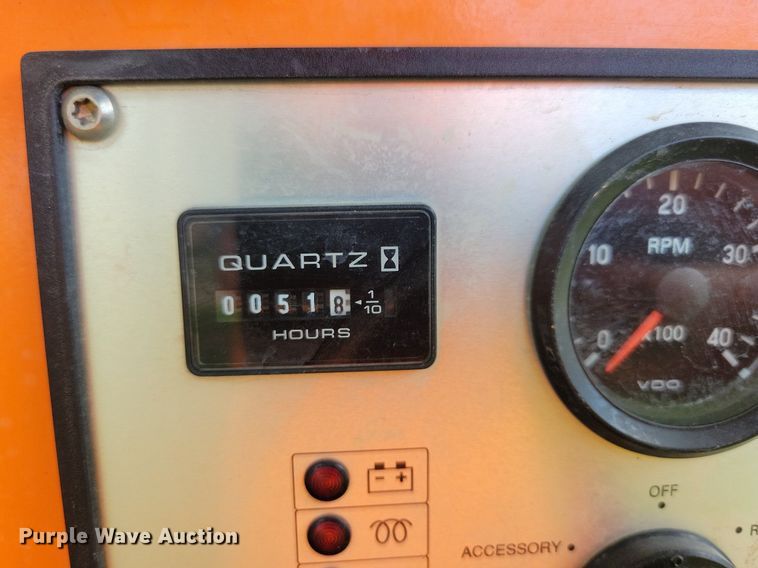 QUARTZ
0 0 5 1 8 1/10
HOURS
0 10 20 30 40
RPM
x100
VDO
- +
OFF
ACCESSORY
R
Purple Wave Auction